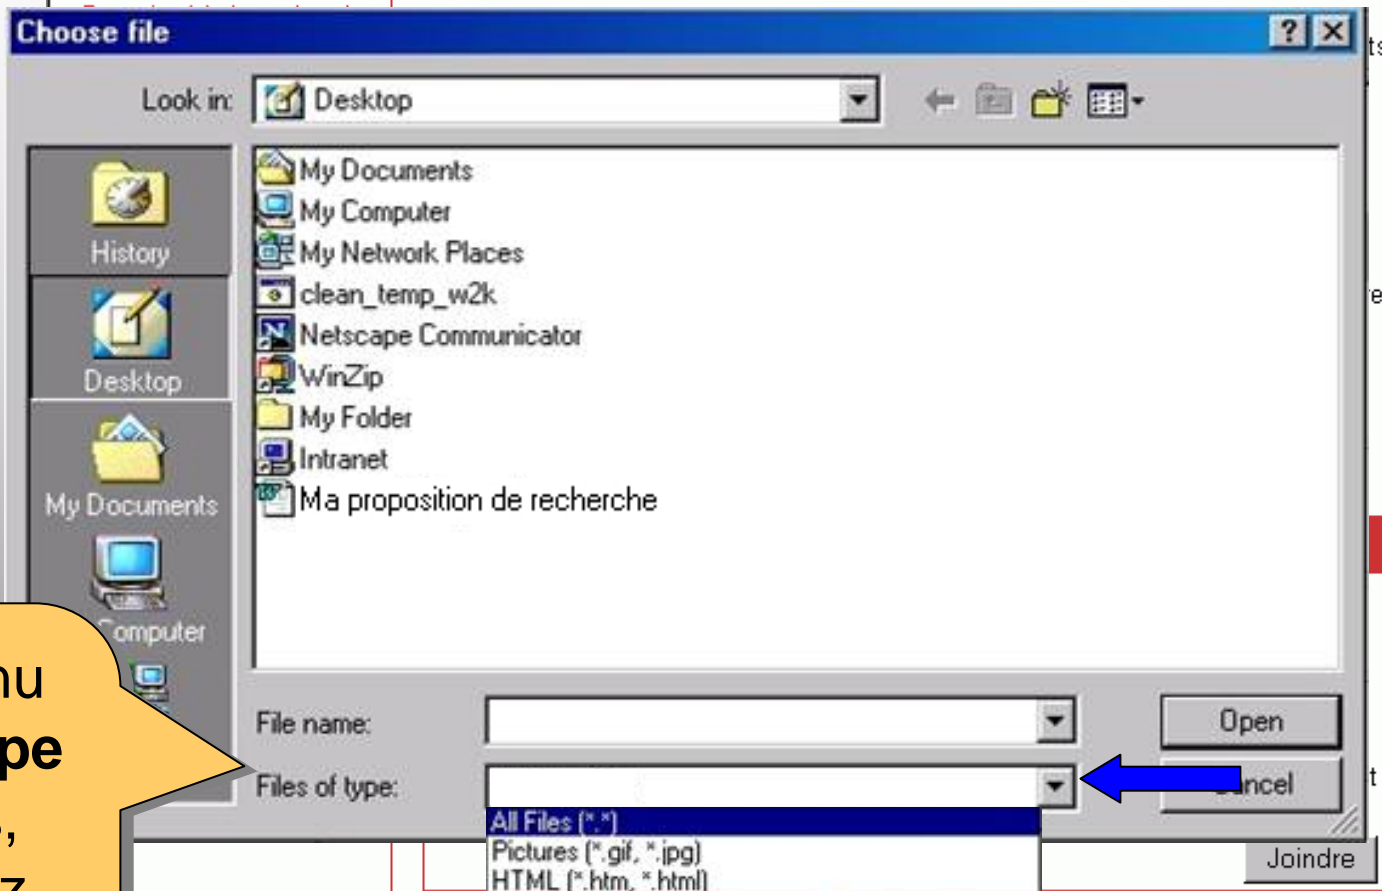 Choose file
ts
Look in:
Desktop
My Documents
My Computer
My Network Places
clean_temp_w2k
Netscape Communicator
WinZip
My Folder
Intranet
Ma proposition de recherche
History
Desktop
My Documents
Computer
File name:
Open
Files of type:
Cancel
t
All Files (*.*)
Pictures (*.gif, *.jpg)
HTML (*.htm, *.html)
Joindre
nu
pe
,
z